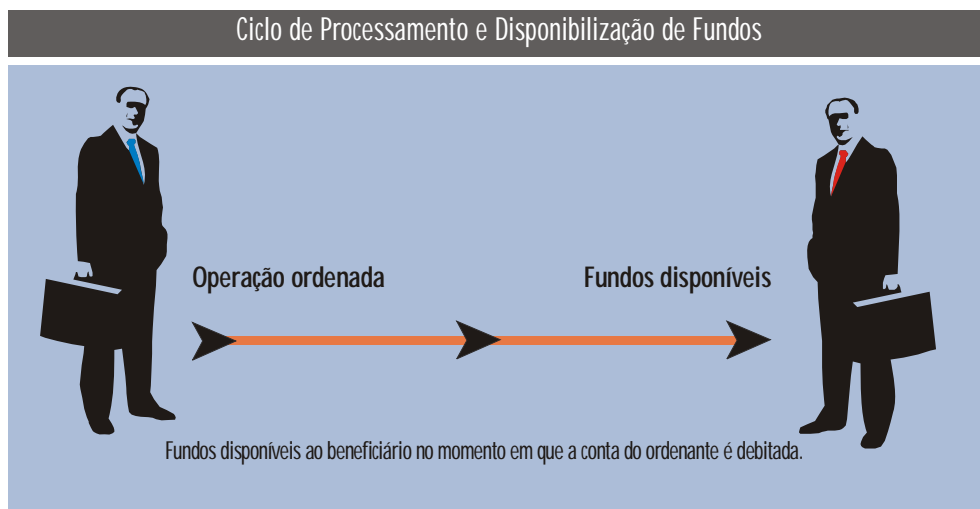 Ciclo de Processamento e Disponibilização de Fundos
Operação ordenada
Fundos disponíveis
Fundos disponíveis ao beneficiário no momento em que a conta do ordenante é debitada.